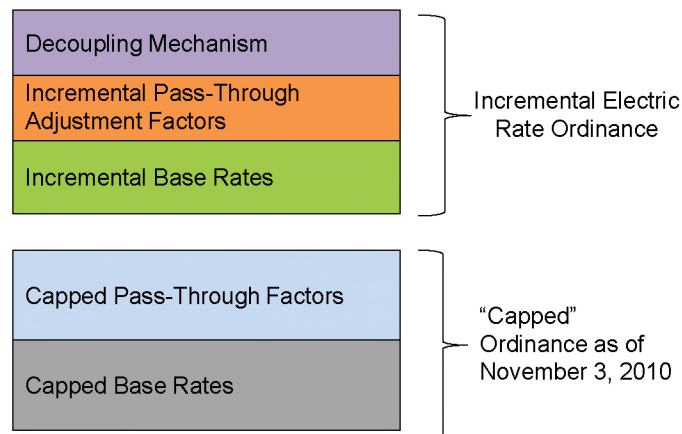 Decoupling Mechanism
Incremental Pass-Through
Adjustment Factors
Incremental Base Rates
Incremental Electric
Rate Ordinance
Capped Pass-Through Factors
Capped Base Rates
“Capped”
Ordinance as of
November 3, 2010